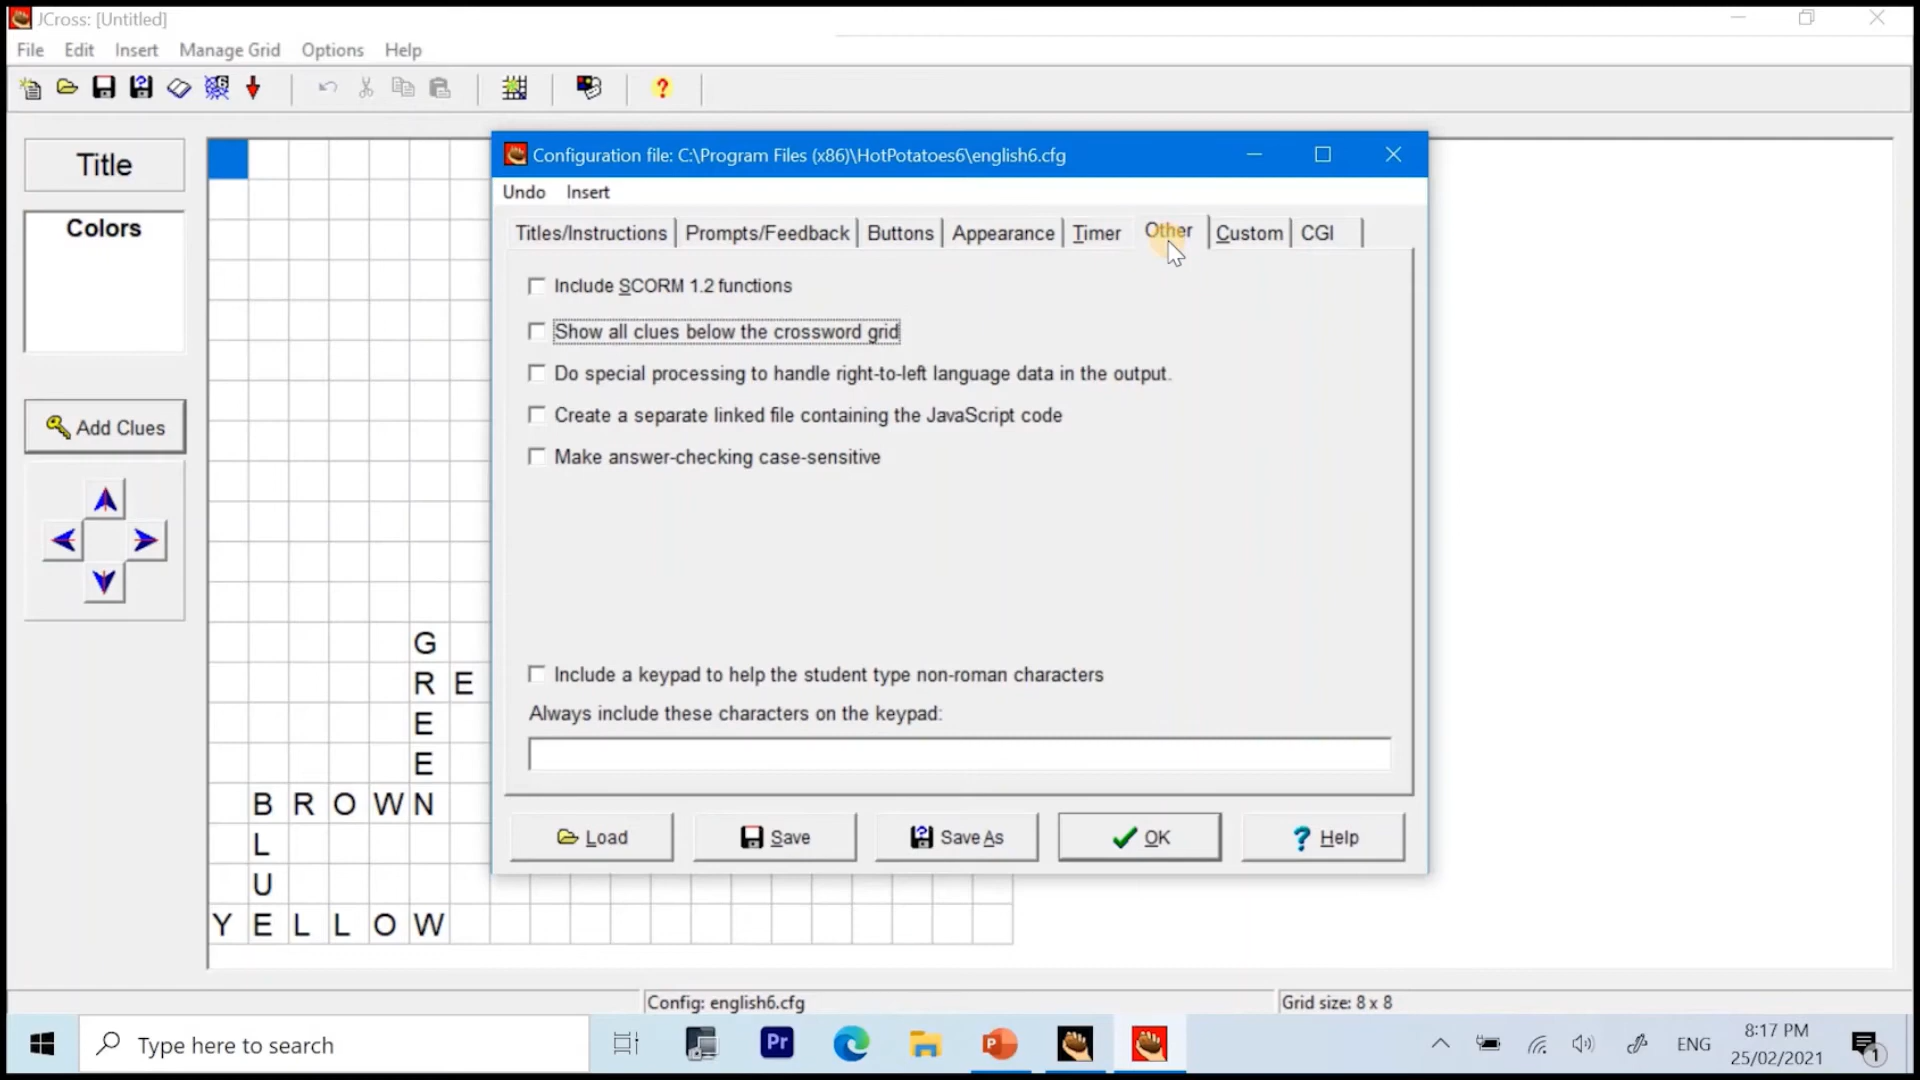 JCross: [Untitled]
File Edit Insert Manage Grid Options Help
Title
Colors
Add Clues
Configuration file: C:\Program Files (x86)\HotPotatoes6\english6.cfg
Undo Insert
Titles/Instructions Prompts/Feedback Buttons Appearance Timer Other Custom CGI
Include SCORM 1.2 functions
Show all clues below the crossword grid
Do special processing to handle right-to-left language data in the output.
Create a separate linked file containing the JavaScript code
Make answer-checking case-sensitive
Include a keypad to help the student type non-roman characters
Always include these characters on the keypad:
Load Save Save As OK Help
G
R E
E
E
B R O W N
L
U
Y E L L O W
Config: english6.cfg
Grid size: 8 x 8
Type here to search
Pr
P
ENG
8:17 PM
25/02/2021
1